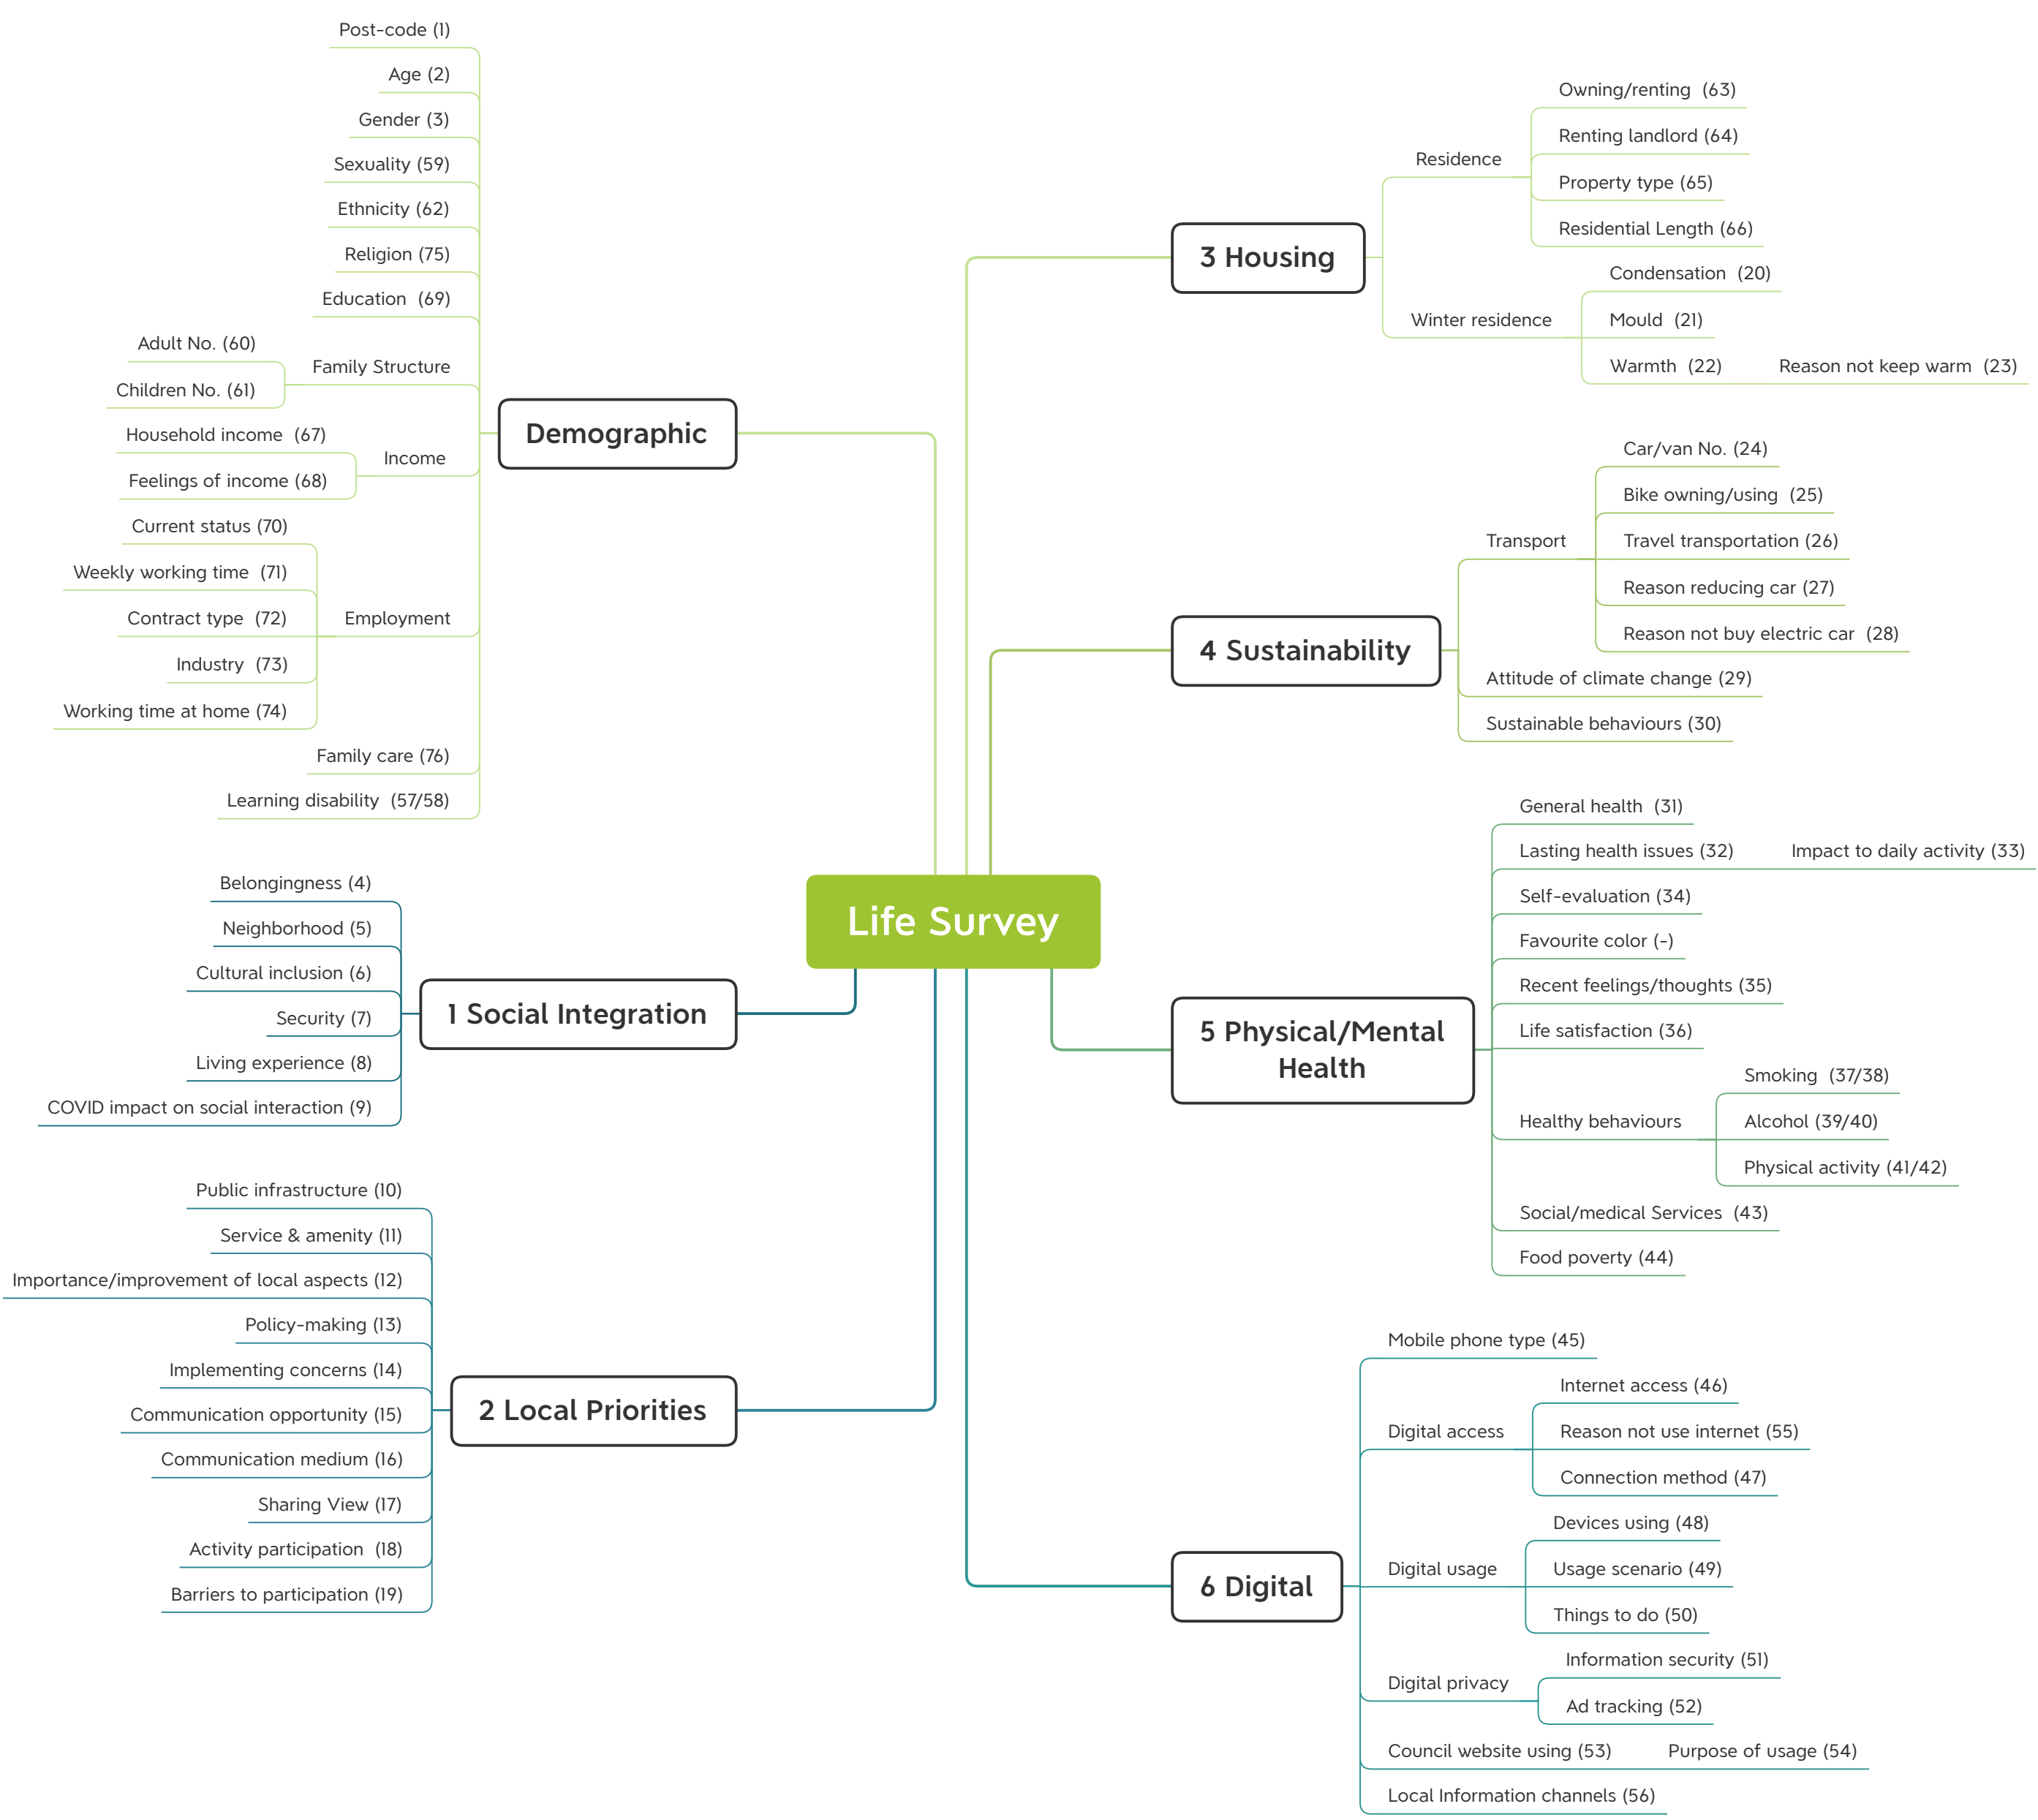 Life Survey
Demographic
Post-code (1)
Age (2)
Gender (3)
Sexuality (59)
Ethnicity (62)
Religion (75)
Education (69)
Family Structure
Adult No. (60)
Children No. (61)
Income
Household income (67)
Feelings of income (68)
Employment
Current status (70)
Weekly working time (71)
Contract type (72)
Industry (73)
Working time at home (74)
Family care (76)
Learning disability (57/58)
1 Social Integration
Belongingness (4)
Neighborhood (5)
Cultural inclusion (6)
Security (7)
Living experience (8)
COVID impact on social interaction (9)
2 Local Priorities
Public infrastructure (10)
Service & amenity (11)
Importance/improvement of local aspects (12)
Policy-making (13)
Implementing concerns (14)
Communication opportunity (15)
Communication medium (16)
Sharing View (17)
Activity participation (18)
Barriers to participation (19)
3 Housing
Residence
Owning/renting (63)
Renting landlord (64)
Property type (65)
Residential Length (66)
Winter residence
Condensation (20)
Mould (21)
Warmth (22)
Reason not keep warm (23)
4 Sustainability
Transport
Car/van No. (24)
Bike owning/using (25)
Travel transportation (26)
Reason reducing car (27)
Reason not buy electric car (28)
Attitude of climate change (29)
Sustainable behaviours (30)
5 Physical/Mental
Health
General health (31)
Lasting health issues (32)
Impact to daily activity (33)
Self-evaluation (34)
Favourite color (-)
Recent feelings/thoughts (35)
Life satisfaction (36)
Healthy behaviours
Smoking (37/38)
Alcohol (39/40)
Physical activity (41/42)
Social/medical Services (43)
Food poverty (44)
6 Digital
Mobile phone type (45)
Digital access
Internet access (46)
Reason not use internet (55)
Connection method (47)
Digital usage
Devices using (48)
Usage scenario (49)
Things to do (50)
Digital privacy
Information security (51)
Ad tracking (52)
Council website using (53)
Purpose of usage (54)
Local Information channels (56)